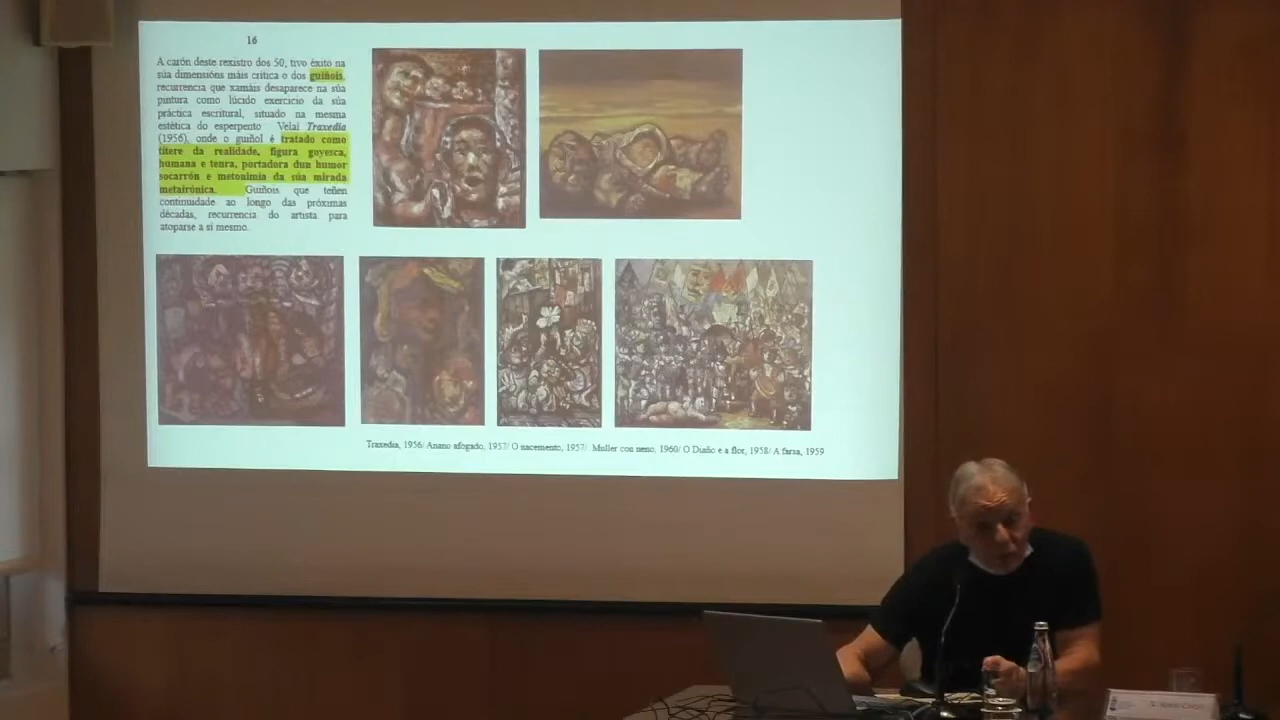 16
A carón deste rexistro dos 50, tivo éxito na
súa dimensións máis crítica o dos guiñois,
recurrencia que xamáis desaparece na súa
pintura como lúcido exercicio da súa
práctica escritural, situado na mesma
estética do esperpento Velai Traxedia
(1956), onde o guiñol é tratado como
títere da realidade, figura goyesca,
humana e tenra, portadora dun humor
socarrón e metonimia da súa mirada
metairónica. Guiñois que teñen
continuidade ao longo das próximas
décadas, recurrencia do artista para
atoparse a si mesmo.
Traxedia, 1956/ Anano afogado, 1957/ O nacemento, 1957/ Muller con neno, 1960/ O Diaño e a flor, 1958/ A farsa, 1959